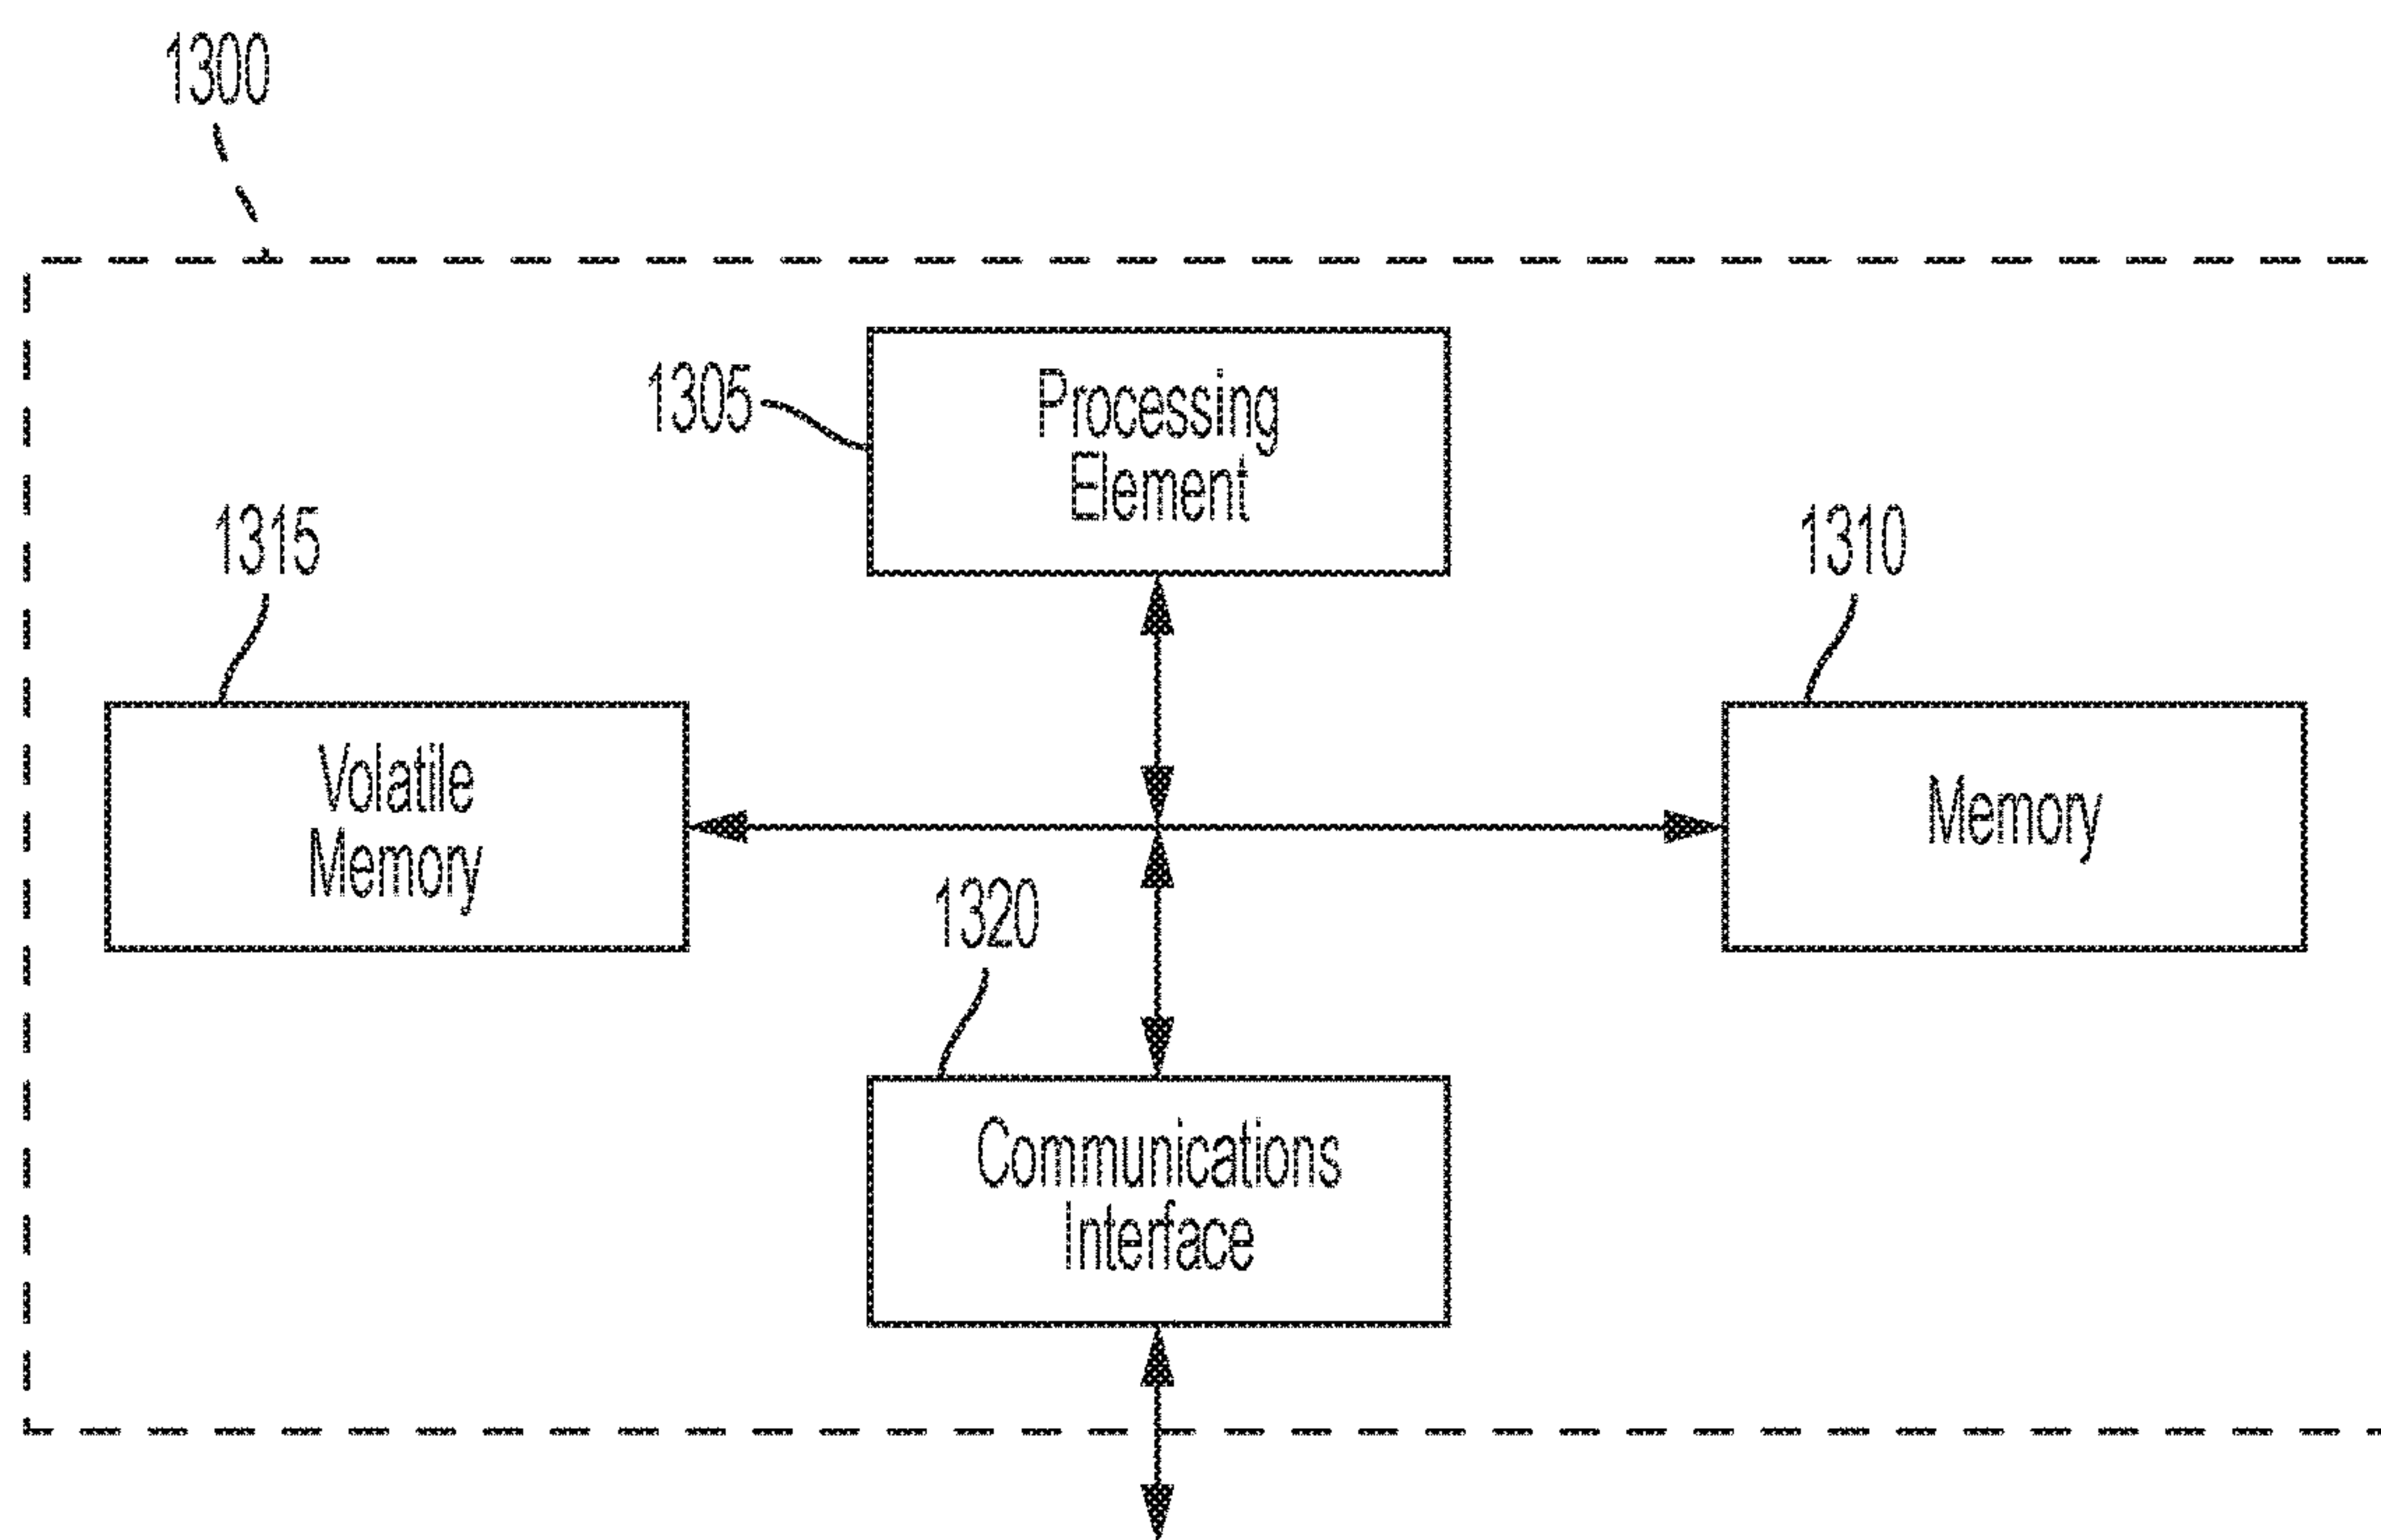 1300
1305
Processing
Element
1315
1310
Volatile
Memory
Memory
1320
Communications
Interface